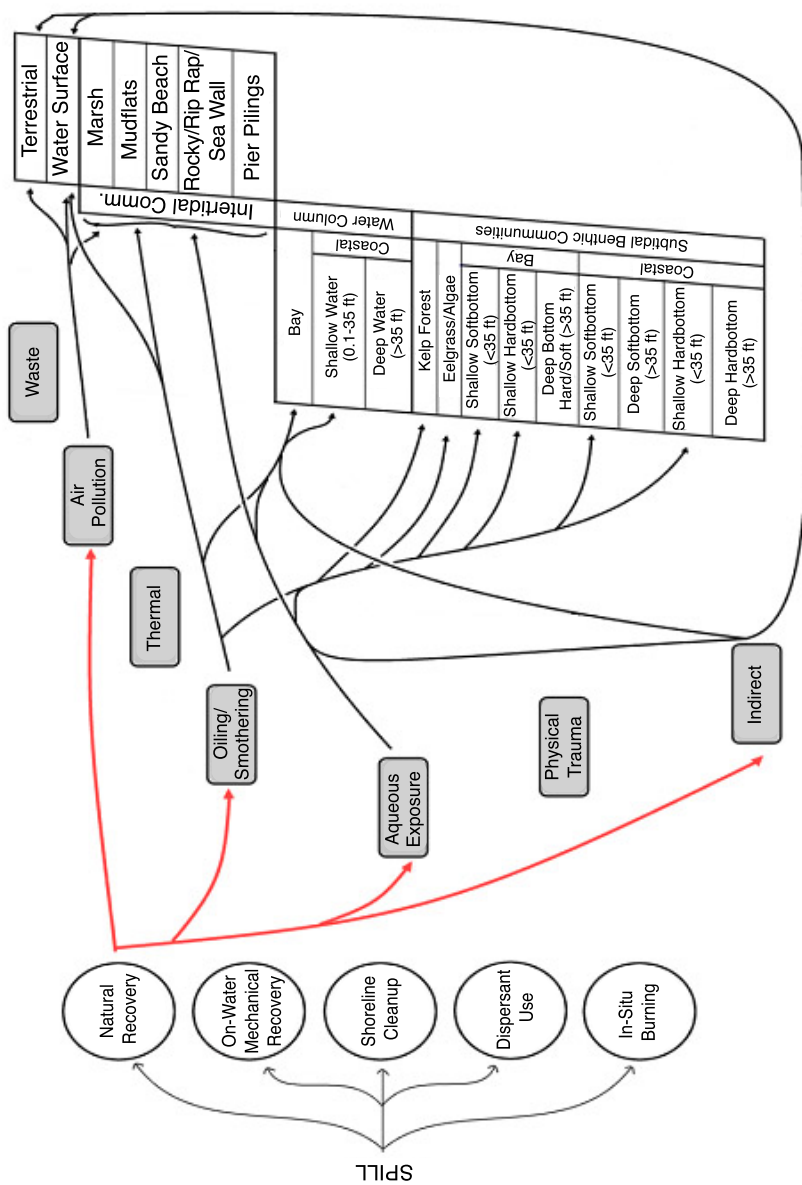 SPILL
Natural
Recovery
On-Water
Mechanical
Recovery
Shoreline
Cleanup
Dispersant
Use
In-Situ
Burning
Waste
Air
Pollution
Thermal
Oiling/
Smothering
Aqueous
Exposure
Physical
Trauma
Indirect
Terrestrial
Water Surface
Intertidal Comm.
Marsh
Mudflats
Sandy Beach
Rocky/Rip Rap/
Sea Wall
Pier Pilings
Water Column
Bay
Coastal
Shallow Water
(0.1-35 ft)
Deep Water
(>35 ft)
Subtidal Benthic Communities
Kelp Forest
Eelgrass/Algae
Bay
Shallow Softbottom
(<35 ft)
Shallow Hardbottom
(<35 ft)
Deep Bottom
Hard/Soft (>35 ft)
Coastal
Shallow Softbottom
(<35 ft)
Deep Softbottom
(>35 ft)
Shallow Hardbottom
(<35 ft)
Deep Hardbottom
(>35 ft)